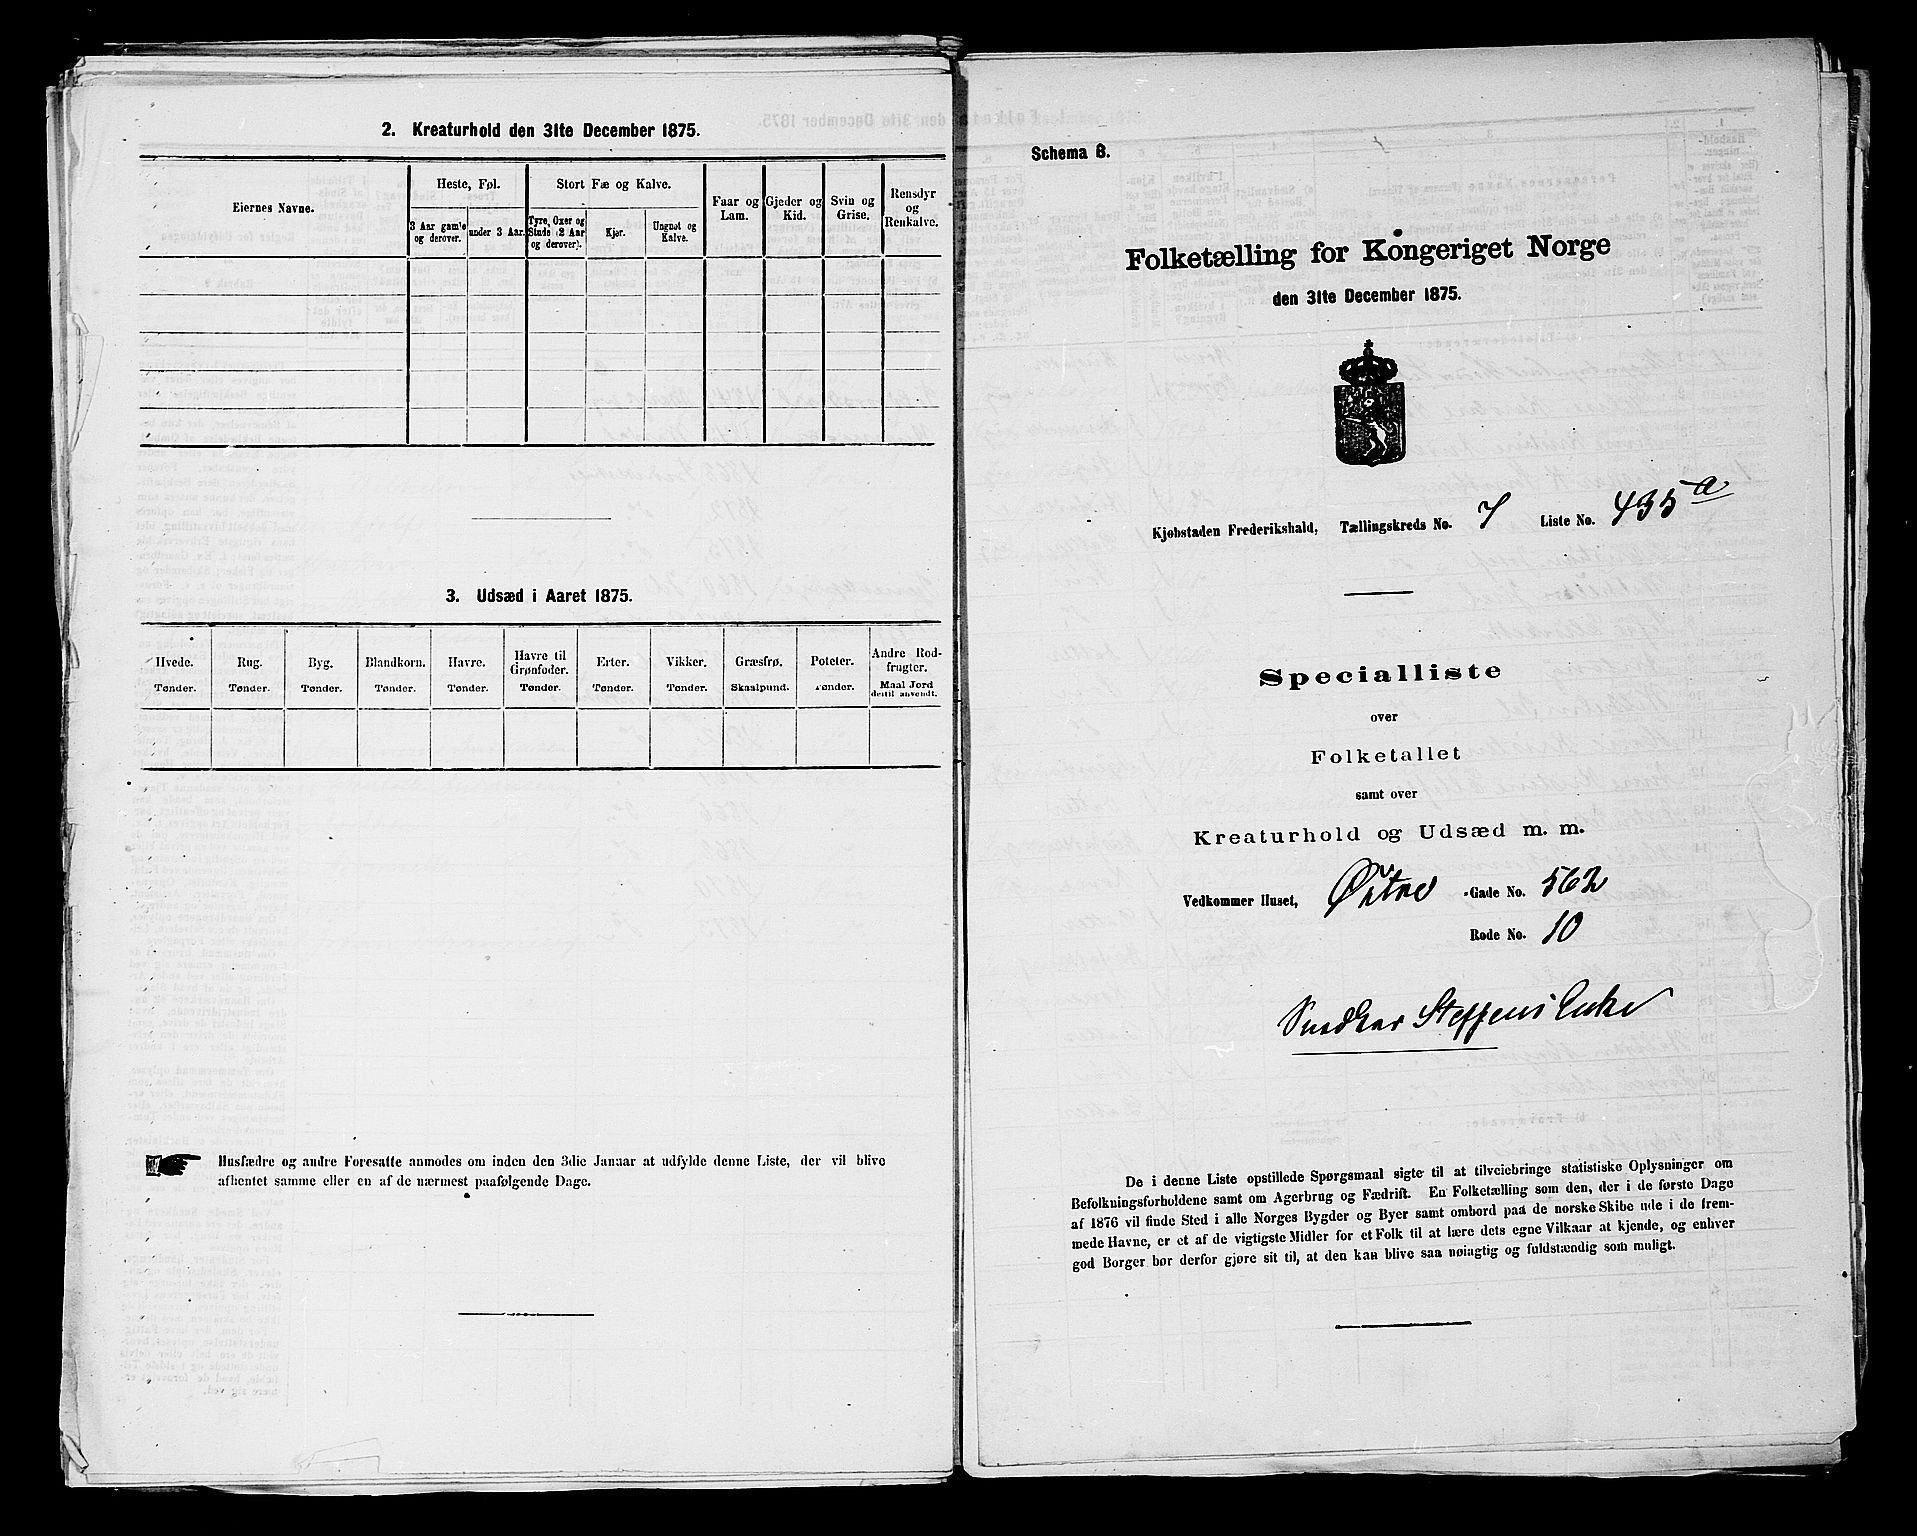 2. Kreaturhold den 31te December 1875.
Eiernes Navne.
Heste, Føl.
Stort Fæ og Kalve.
Faar og Lam.
Gjeder og Kid.
Svin og Grise.
Rensdyr og Renkalve.
3 Aar gamle og derover.
under 3 Aar.
Tyre, Oxer og Stude (2 Aar og derover).
Kjør.
Ungnøt og Kalve.
3. Udsæd i Aaret 1875.
Hvede. Rug. Byg. Blandkorn. Havre. Havre til Grønfoder. Erter. Vikker. Græsfrø. Poteter. Andre Rodfrugter.
Tønder. Tønder. Tønder. Tønder. Tønder. Tønder. Tønder. Tønder. Skaalpund. Tønder. Maal Jord dertil anvendt.
Husfædre og andre Foresatte anmodes om inden den 3die Januar at udfylde denne Liste, der vil blive
afhentet samme eller en af de nærmest paafølgende Dage.
Schema 8.
Folketælling for Kongeriget Norge
den 31te December 1875.
Kjøbstaden Frederikshald, Tællingskreds No. 7 Liste No. 435 a
Specialliste
over
Folketallet
samt over
Kreaturhold og Udsæd m. m.
Vedkommer Huset, Østre -Gade No. 562
Rode No. 10
Snedker Steffens Enke
De i denne Liste opstillede Spørgsmaal sigte til at tilveiebringe statistiske Oplysninger om
Befolkningsforholdene samt om Agerbrug og Fædrift. En Folketælling som den, der i de første Dage
af 1876 vil finde Sted i alle Norges Bygder og Byer samt ombord paa de norske Skibe ude i de frem-
mede Havne, er et af de vigtigste Midler for et Folk til at lære dets egne Vilkaar at kjende, og enhver
god Borger bør derfor gjøre sit til, at den kan blive saa nøiagtig og fuldstændig som muligt.